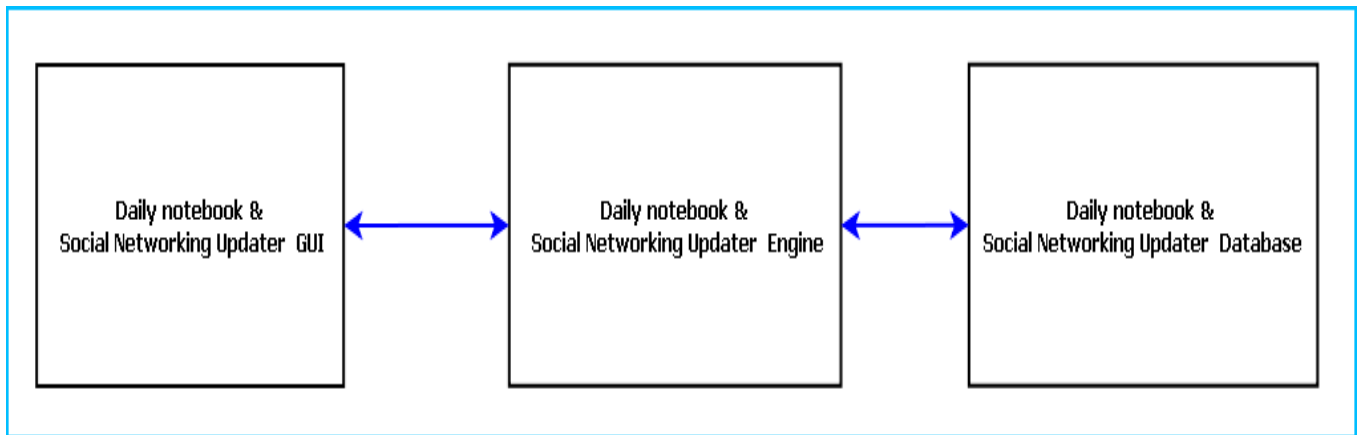 Daily notebook &
Social Networking Updater GUI
Daily notebook &
Social Networking Updater Engine
Daily notebook &
Social Networking Updater Database